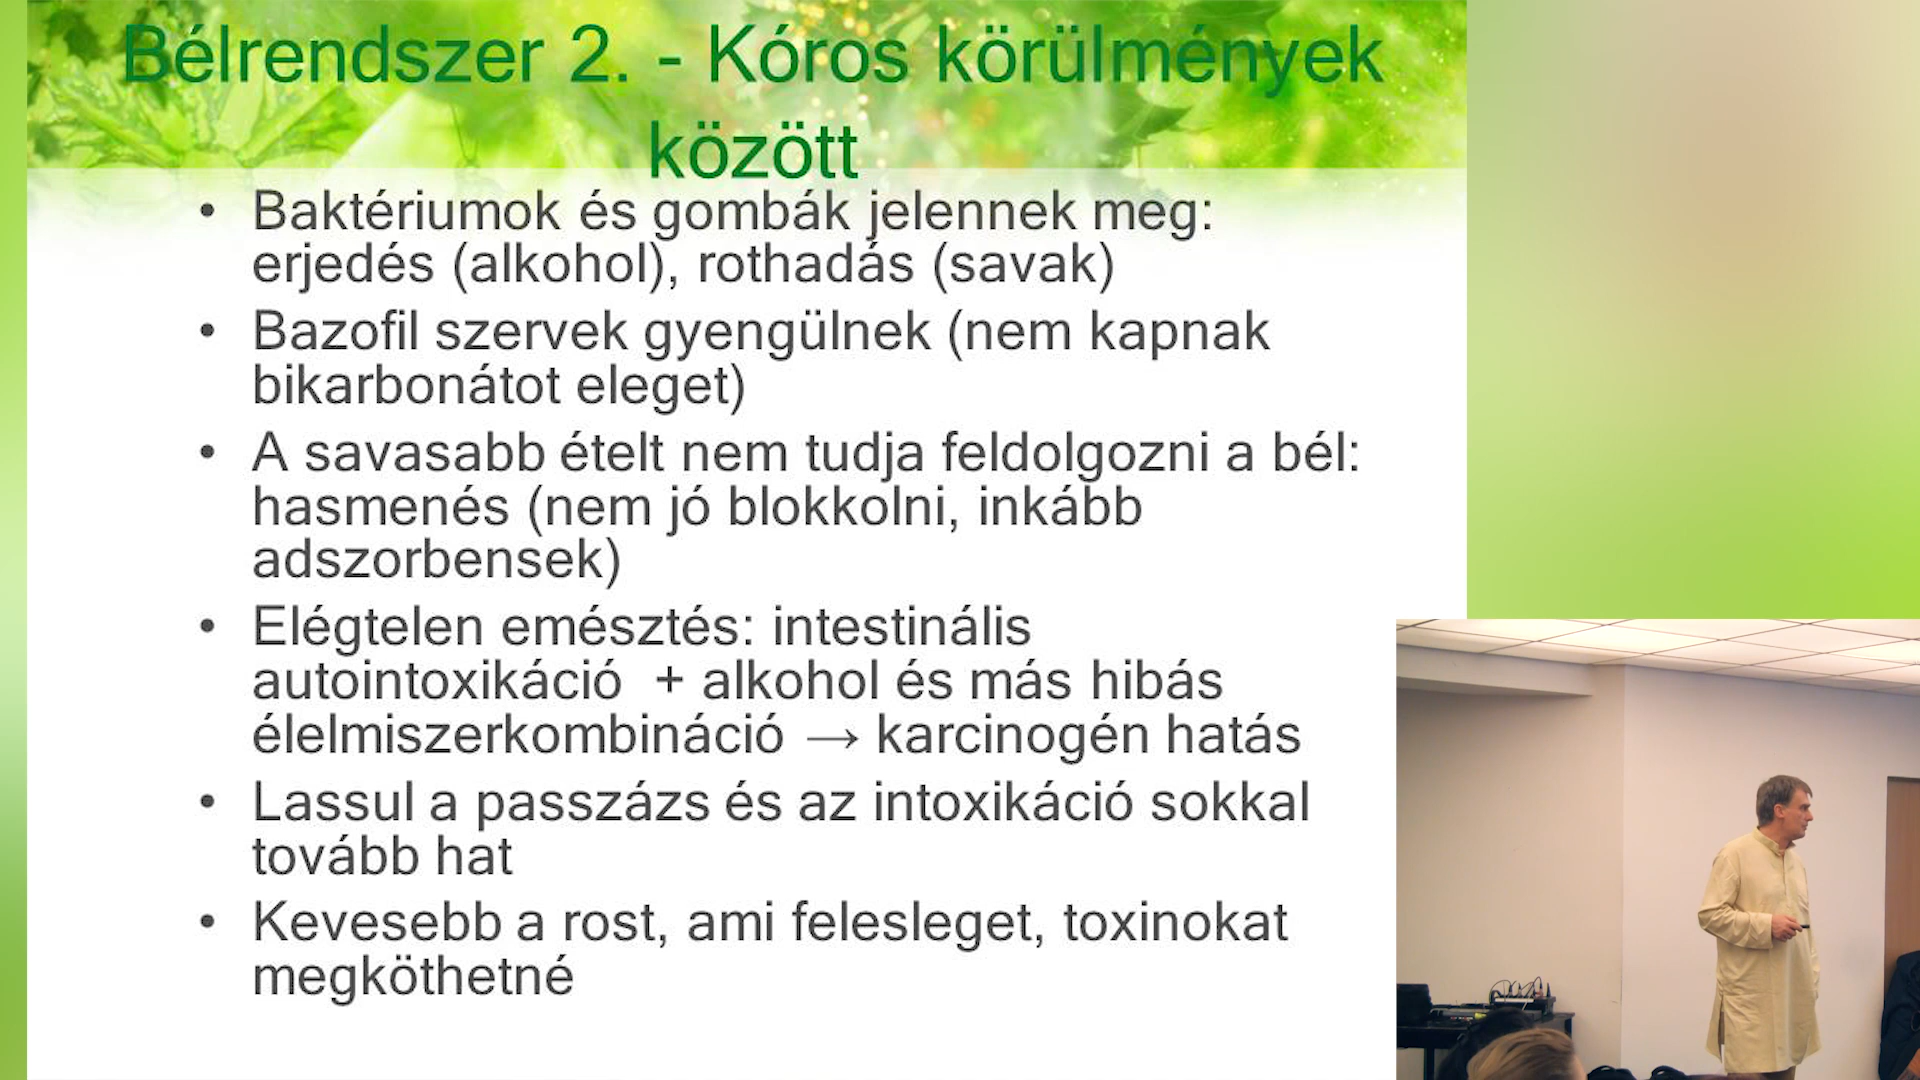 Bélrendszer 2. - Kóros körülmények
között
• Baktériumok és gombák jelennek meg:
erjedés (alkohol), rothadás (savak)
• Bazofil szervek gyengülnek (nem kapnak
bikarbonátot eleget)
• A savasabb ételt nem tudja feldolgozni a bél:
hasmenés (nem jó blokkolni, inkább
adszorbensek)
• Elégtelen emésztés: intestinális
autointoxikáció + alkohol és más hibás
élelmiszerkombináció → karcinogén hatás
• Lassul a passzázs és az intoxikáció sokkal
tovább hat
• Kevesebb a rost, ami felesleget, toxinokat
megköthetné